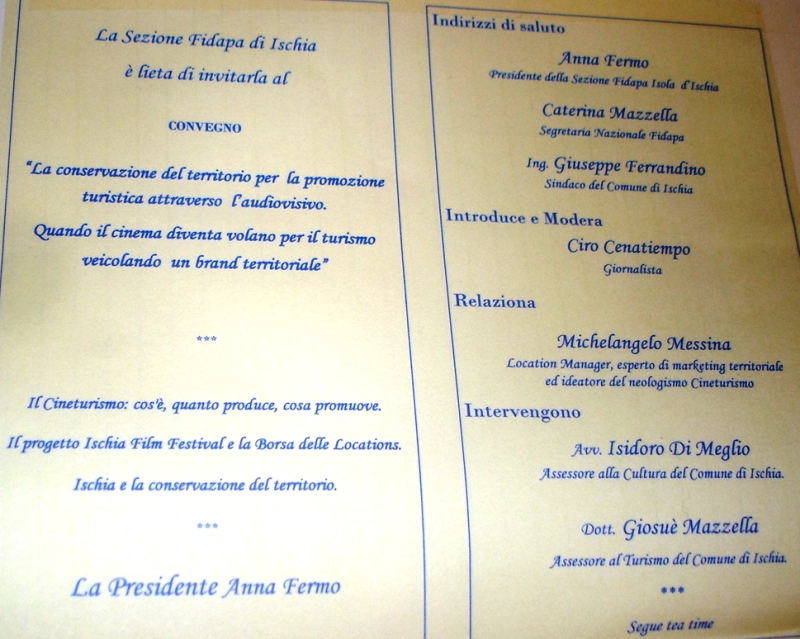 La Sezione Fidapa di Ischia
è lieta di invitarla al
CONVEGNO
"La conservazione del territorio per la promozione
turistica attraverso l'audiovisivo.
Quando il cinema diventa volano per il turismo
veicolando un brand territoriale"
***
Il Cineturismo: cos'è, quanto produce, cosa promuove.
Il progetto Ischia Film Festival e la Borsa delle Locations.
Ischia e la conservazione del territorio.
***
La Presidente Anna Fermo
Indirizzi di saluto
Anna Fermo
Presidente della Sezione Fidapa Isola d'Ischia
Caterina Mazzella
Segretaria Nazionale Fidapa
Ing. Giuseppe Ferrandino
Sindaco del Comune di Ischia
Introduce e Modera
Ciro Cenatiempo
Giornalista
Relaziona
Michelangelo Messina
Location Manager, esperto di marketing territoriale
ed ideatore del neologismo Cineturismo
Intervengono
Avv. Isidoro Di Meglio
Assessore alla Cultura del Comune di Ischia.
Dott. Giosuè Mazzella
Assessore al Turismo del Comune di Ischia.
***
Segue tea time